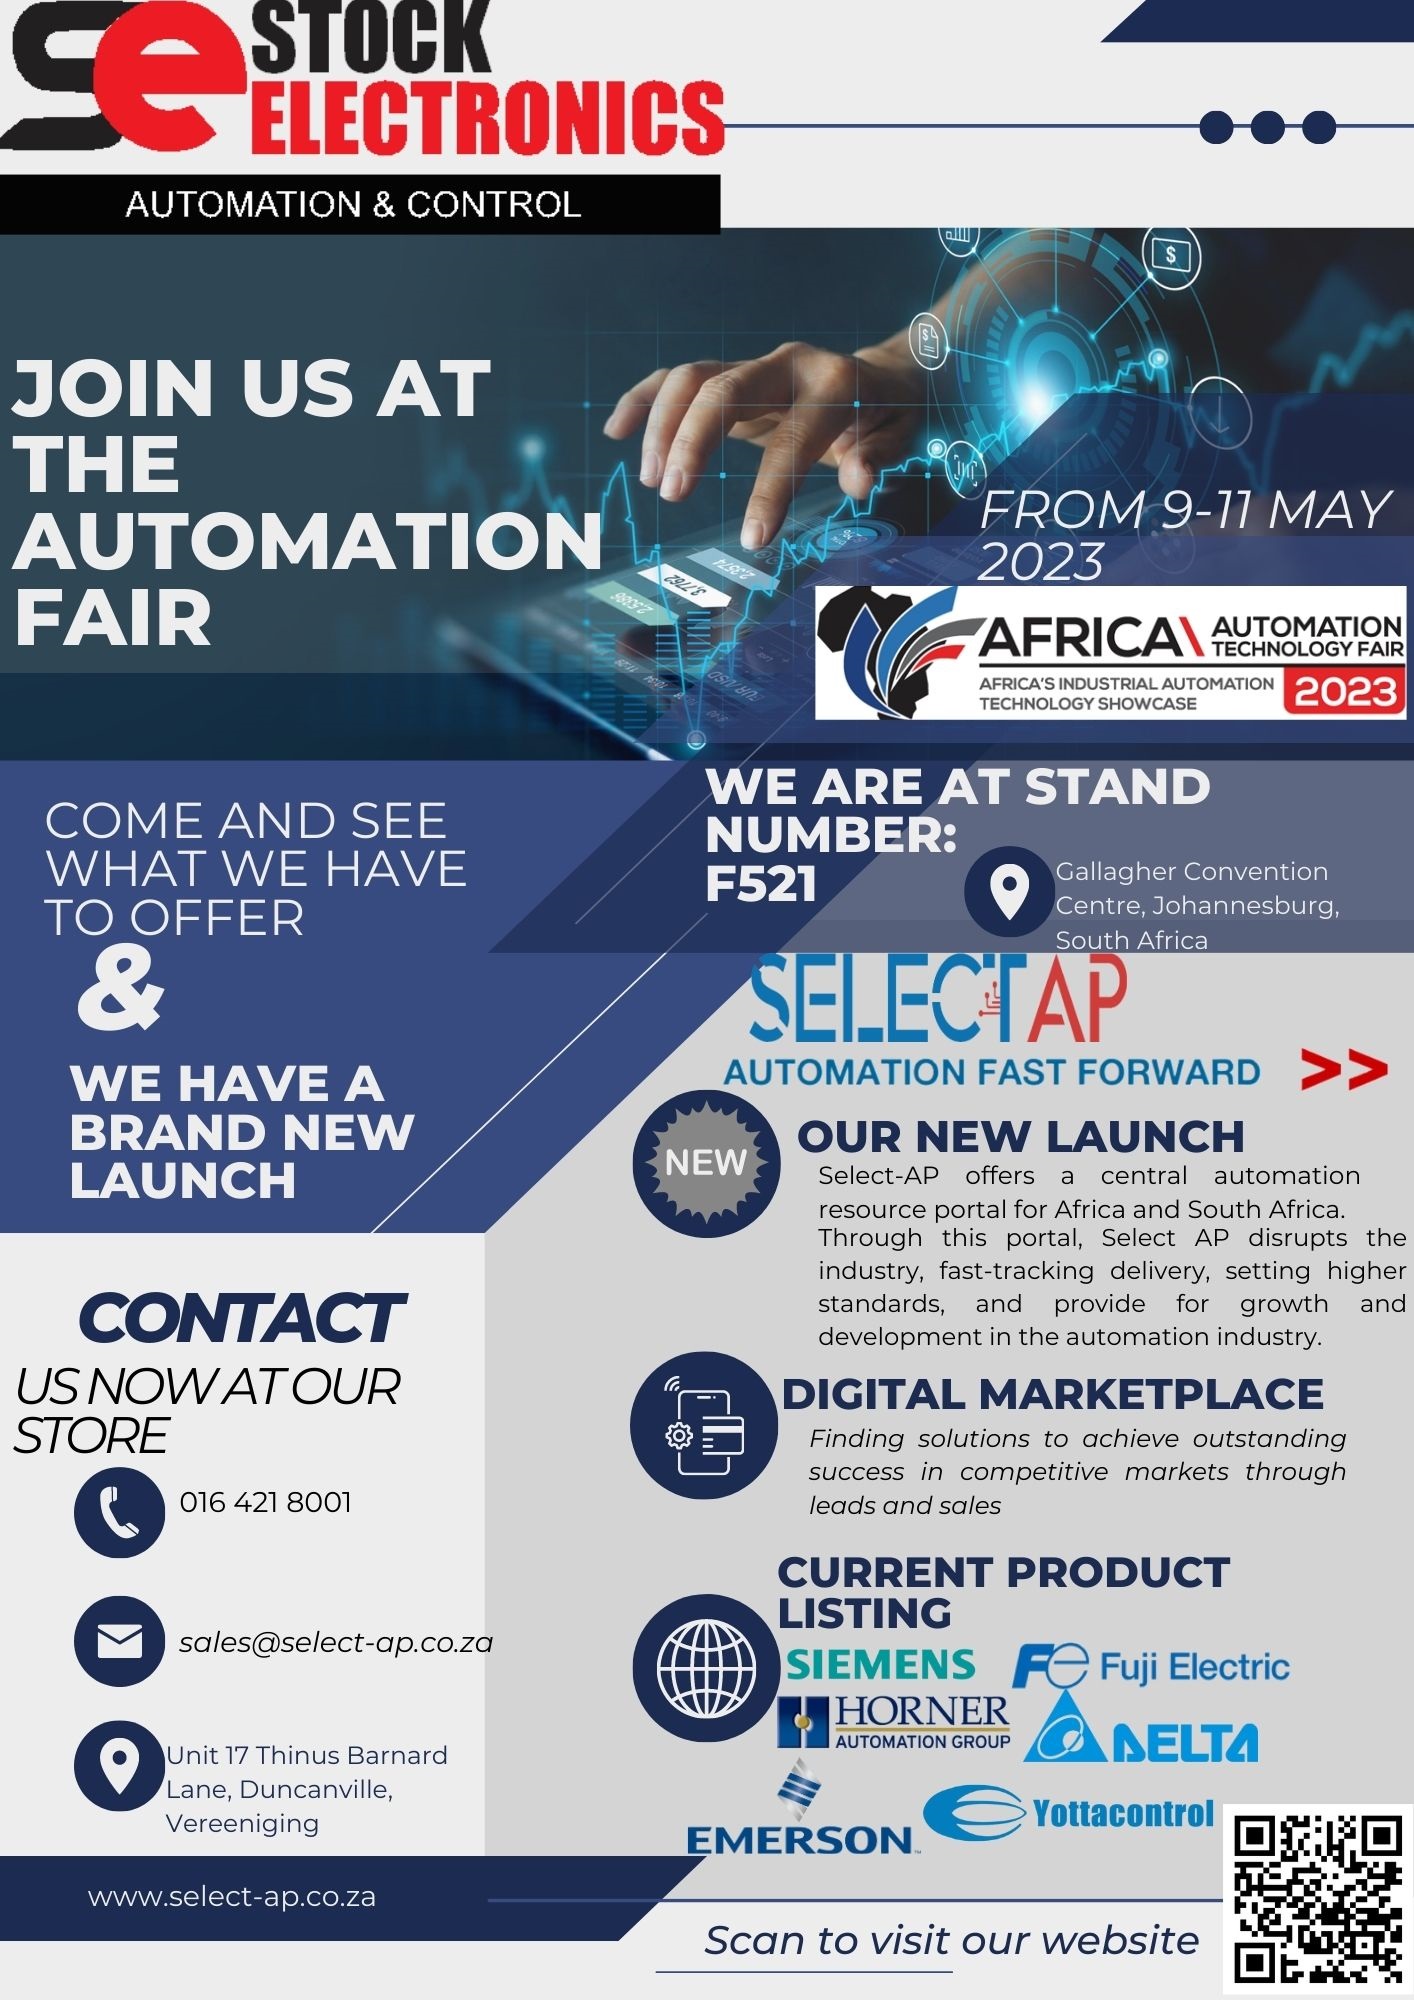 Se STOCK
ELECTRONICS
AUTOMATION & CONTROL
JOIN US AT
THE
AUTOMATION
FAIR
FROM 9-11 MAY
2023
AFRICA\ AUTOMATION
TECHNOLOGY FAIR
AFRICA'S INDUSTRIAL AUTOMATION
TECHNOLOGY SHOWCASE
2023
COME AND SEE
WHAT WE HAVE
TO OFFER
&
WE HAVE A
BRAND NEW
LAUNCH
WE ARE AT STAND
NUMBER:
F521
Gallagher Convention
Centre, Johannesburg,
South Africa
SELECTAP
AUTOMATION FAST FORWARD >>
NEW
OUR NEW LAUNCH
Select-AP offers a central automation
resource portal for Africa and South Africa.
Through this portal, Select AP disrupts the
industry, fast-tracking delivery, setting higher
standards, and provide for growth and
development in the automation industry.
DIGITAL MARKETPLACE
Finding solutions to achieve outstanding
success in competitive markets through
leads and sales
CURRENT PRODUCT
LISTING
SIEMENS
Fe Fuji Electric
HORNER
AUTOMATION GROUP
DELTA
EMERSON™
Yottacontrol
CONTACT
US NOW AT OUR
STORE
016 421 8001
sales@select-ap.co.za
Unit 17 Thinus Barnard
Lane, Duncanville,
Vereeniging
www.select-ap.co.za
Scan to visit our website